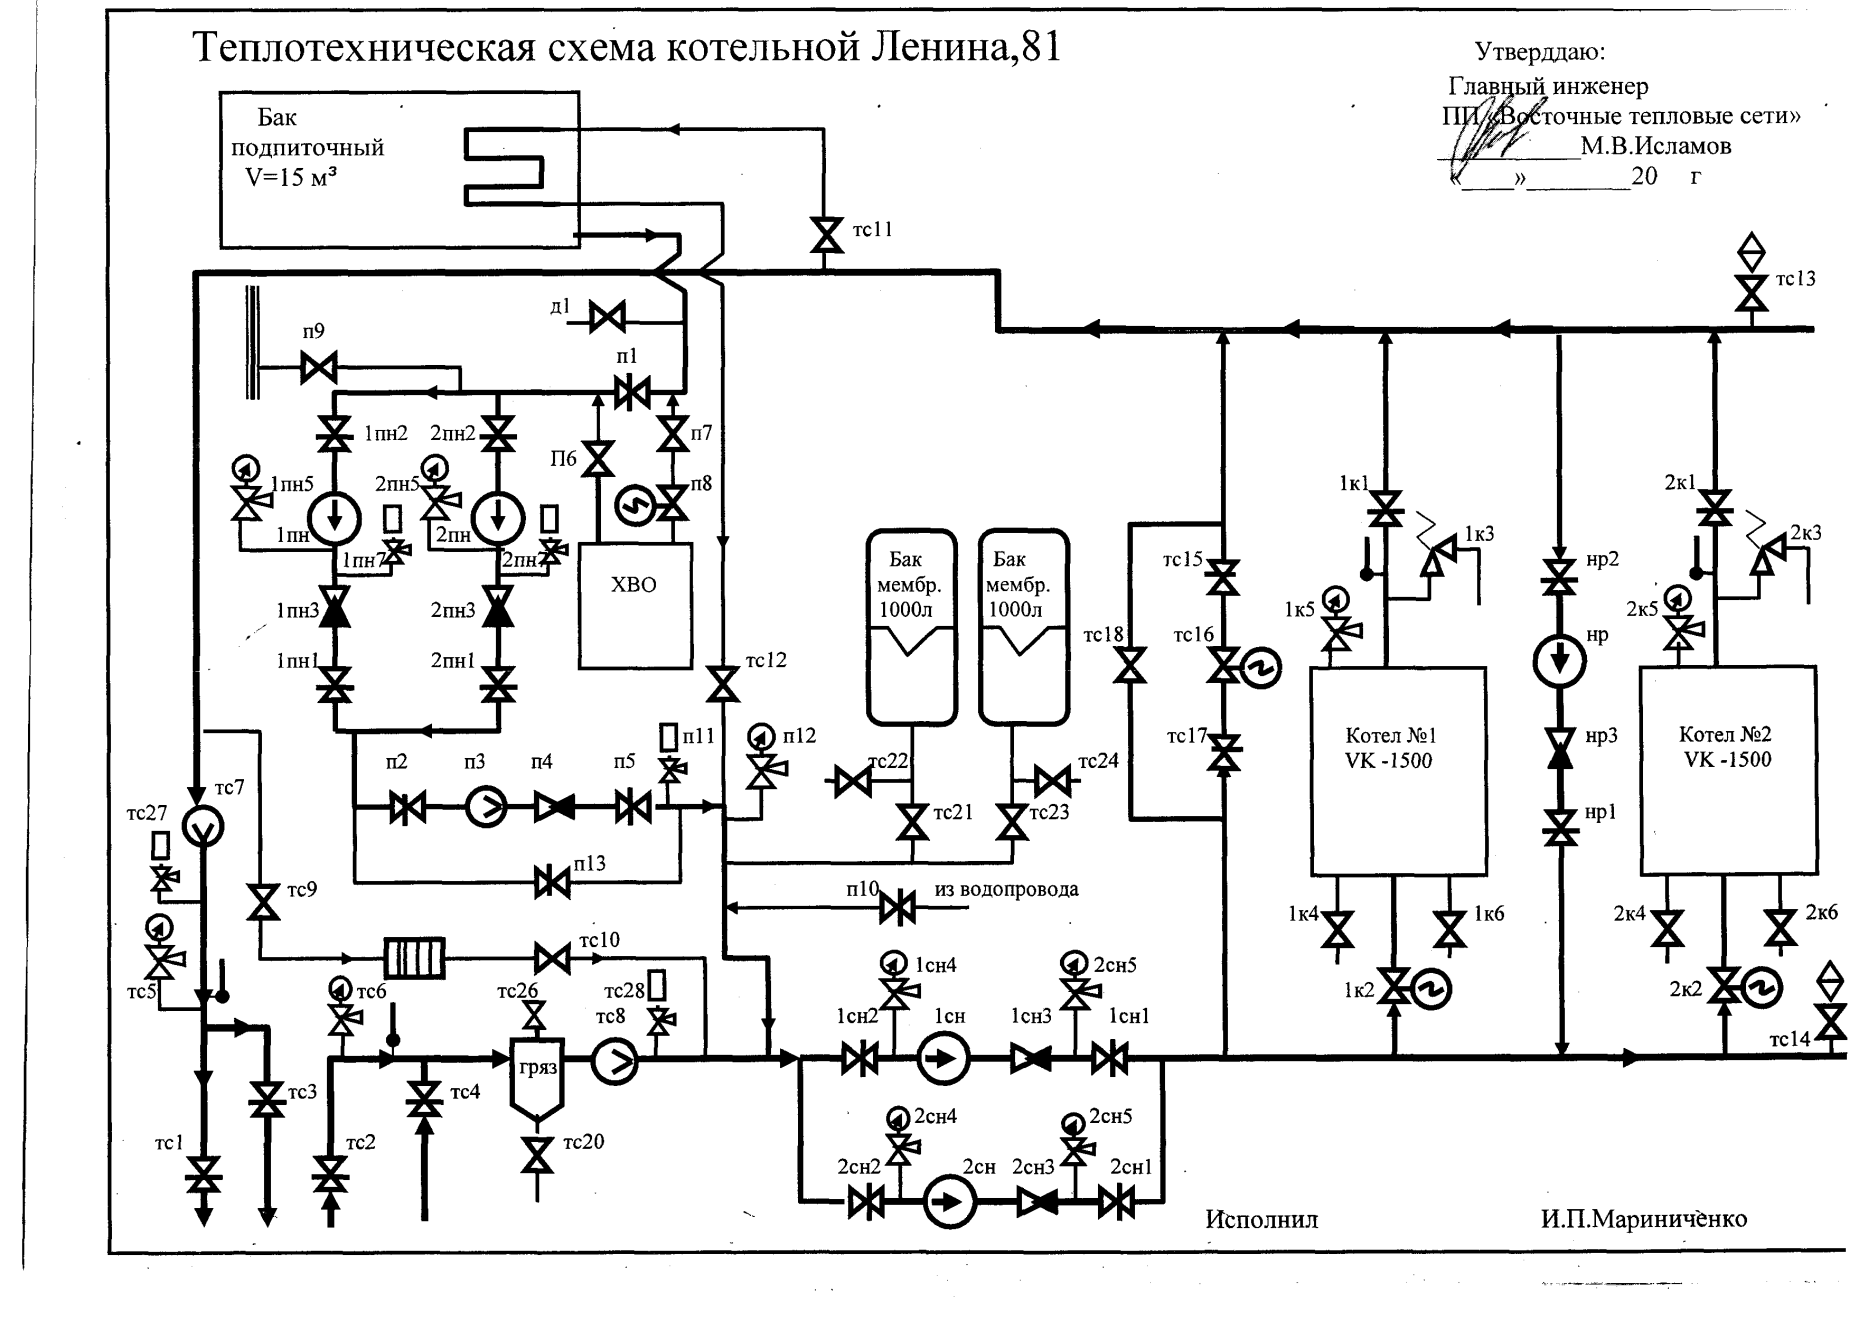 Теплотехническая схема котельной Ленина,81
Утверддаю:
Главный инженер
ПП «Восточные тепловые сети»
М.В.Исламов
«____»________20 г
Бак
подпиточный
V=15 м³
тс11
тс13
д1
п9
п1
1пн2
2пн2
П6
п7
1пн5
2пн5
п8
1к1
2к1
1пн
2пн
1пн7
2пн7
ХВО
Бак
мембр.
1000л
Бак
мембр.
1000л
тс15
1к3
нр2
2к3
1пн3
2пн3
1к5
2к5
тс18
тс16
нр
1пн1
2пн1
тс12
тс17
Котел №1
VK -1500
нр3
Котел №2
VK -1500
п11
п12
п2
п3
п4
п5
тс22
тс24
тс7
тс27
тс21
тс23
нр1
п13
тс9
п10
из водопровода
1к4
1к6
2к4
2к6
тс10
1сн4
2сн5
тс5
тс6
тс26
тс28
1к2
2к2
тс8
1сн2
1сн
1сн3
1сн1
тс14
гряз
тс3
тс4
2сн4
2сн5
тс1
тс2
тс20
2сн2
2сн
2сн3
2сн1
Исполнил
И.П.Мариниченко